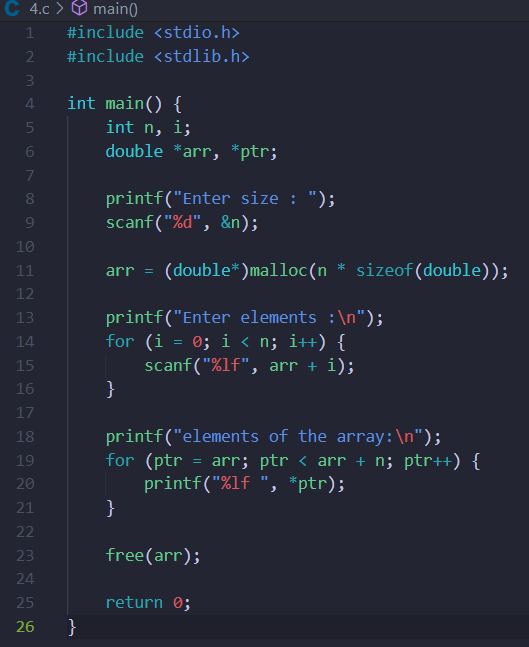 C 4.c > main()
1 #include <stdio.h>
2 #include <stdlib.h>
3
4 int main() {
5     int n, i;
6     double *arr, *ptr;
7
8     printf("Enter size : ");
9     scanf("%d", &n);
10
11     arr = (double*)malloc(n * sizeof(double));
12
13     printf("Enter elements :\n");
14     for (i = 0; i < n; i++) {
15         scanf("%lf", arr + i);
16     }
17
18     printf("elements of the array:\n");
19     for (ptr = arr; ptr < arr + n; ptr++) {
20         printf("%lf ", *ptr);
21     }
22
23     free(arr);
24
25     return 0;
26 }